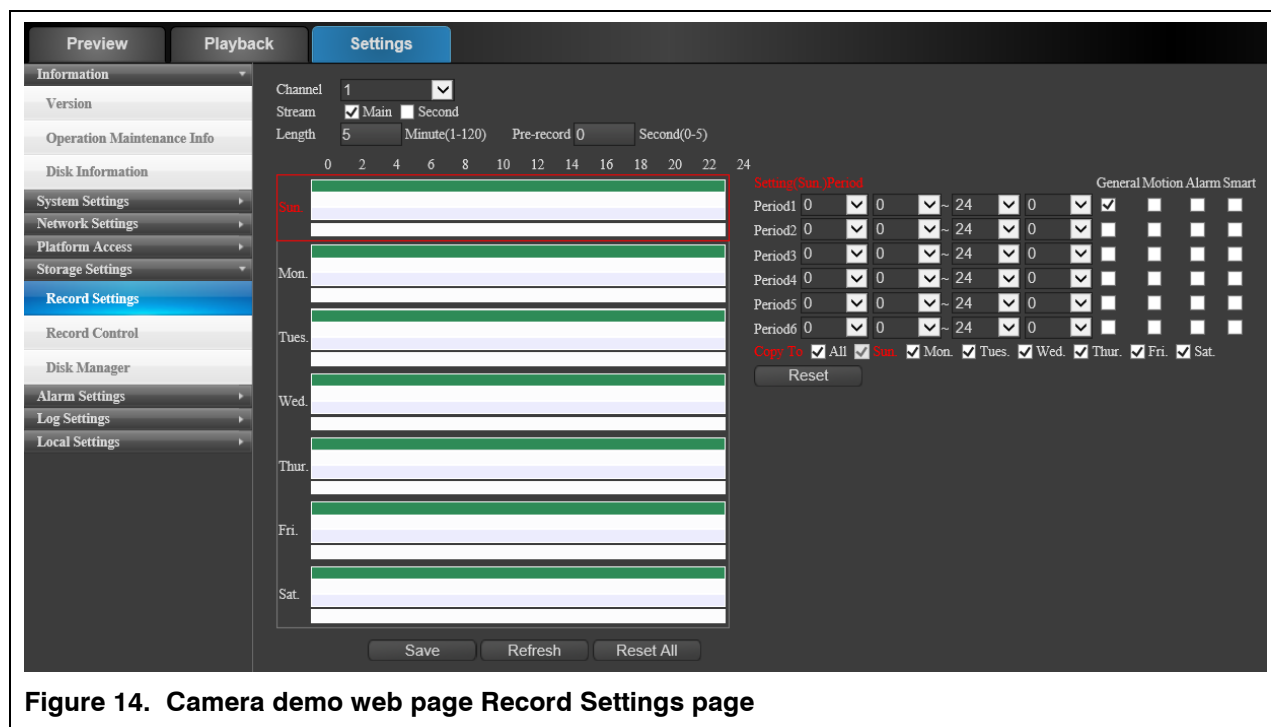 Preview Playback Settings
Information
Version
Operation Maintenance Info
Disk Information
System Settings
Network Settings
Platform Access
Storage Settings
Record Settings
Record Control
Disk Manager
Alarm Settings
Log Settings
Local Settings
Channel 1
Stream Main Second
Length 5 Minute(1-120) Pre-record 0 Second(0-5)
0 2 4 6 8 10 12 14 16 18 20 22 24
Sun.
Mon.
Tues.
Wed.
Thur.
Fri.
Sat.
Setting(Sun.)Period General Motion Alarm Smart
Period1 0 0 ~ 24 0
Period2 0 0 ~ 24 0
Period3 0 0 ~ 24 0
Period4 0 0 ~ 24 0
Period5 0 0 ~ 24 0
Period6 0 0 ~ 24 0
Copy To All Sun. Mon. Tues. Wed. Thur. Fri. Sat.
Reset
Save Refresh Reset All
Figure 14. Camera demo web page Record Settings page